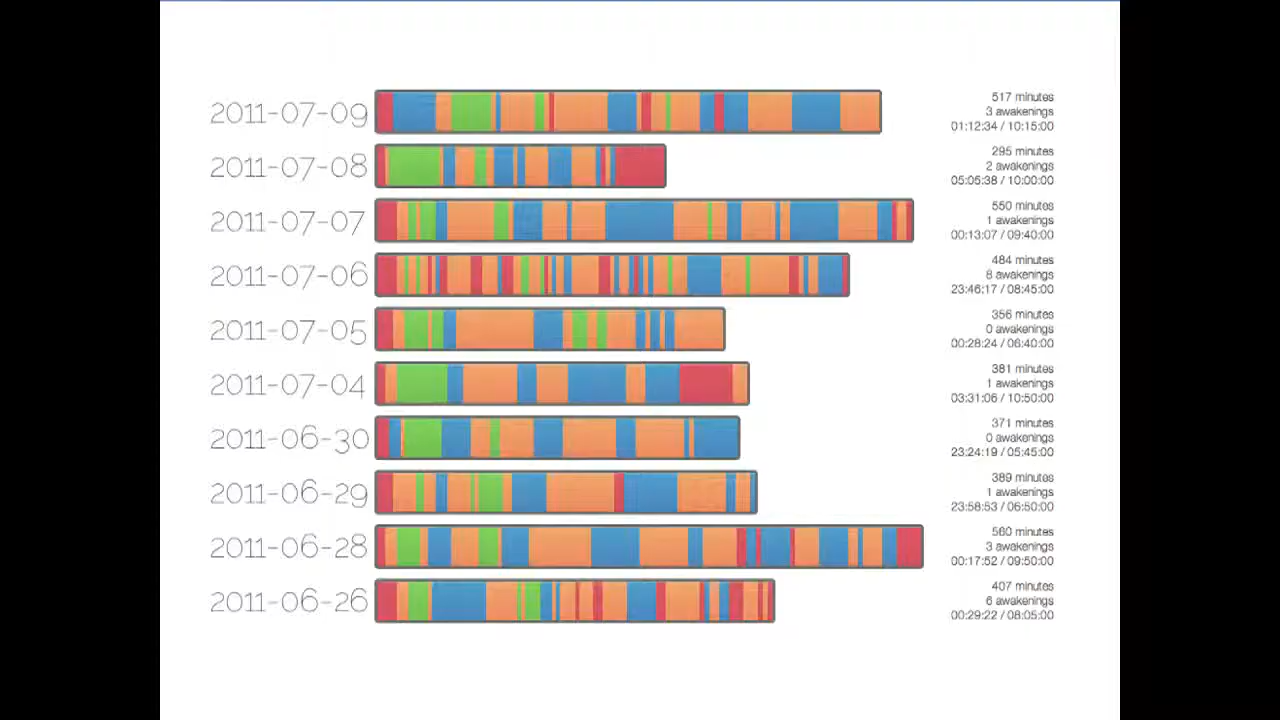 2011-07-09
517 minutes
3 awakenings
01:12:34 / 10:15:00
2011-07-08
295 minutes
2 awakenings
05:05:38 / 10:00:00
2011-07-07
550 minutes
1 awakenings
00:13:07 / 09:40:00
2011-07-06
484 minutes
8 awakenings
23:46:17 / 08:45:00
2011-07-05
356 minutes
0 awakenings
00:28:24 / 06:40:00
2011-07-04
381 minutes
1 awakenings
03:31:06 / 10:50:00
2011-06-30
371 minutes
0 awakenings
23:24:19 / 05:45:00
2011-06-29
389 minutes
1 awakenings
23:58:53 / 06:50:00
2011-06-28
560 minutes
3 awakenings
00:17:52 / 09:50:00
2011-06-26
407 minutes
6 awakenings
00:29:22 / 08:05:00